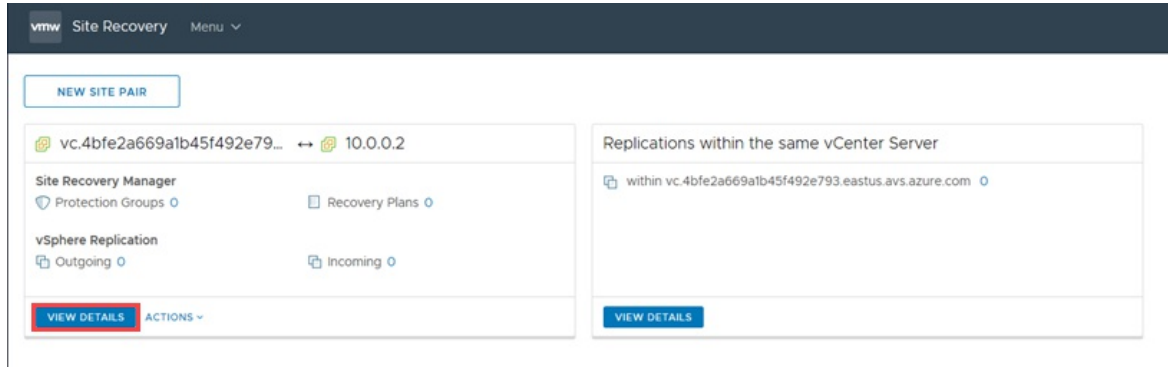 vmw Site Recovery Menu
NEW SITE PAIR
vc.4bfe2a669a1b45f492e79... ↔ 10.0.0.2
Site Recovery Manager
Protection Groups 0 Recovery Plans 0
vSphere Replication
Outgoing 0 Incoming 0
VIEW DETAILS ACTIONS
Replications within the same vCenter Server
within vc.4bfe2a669a1b45f492e793.eastus.avs.azure.com 0
VIEW DETAILS